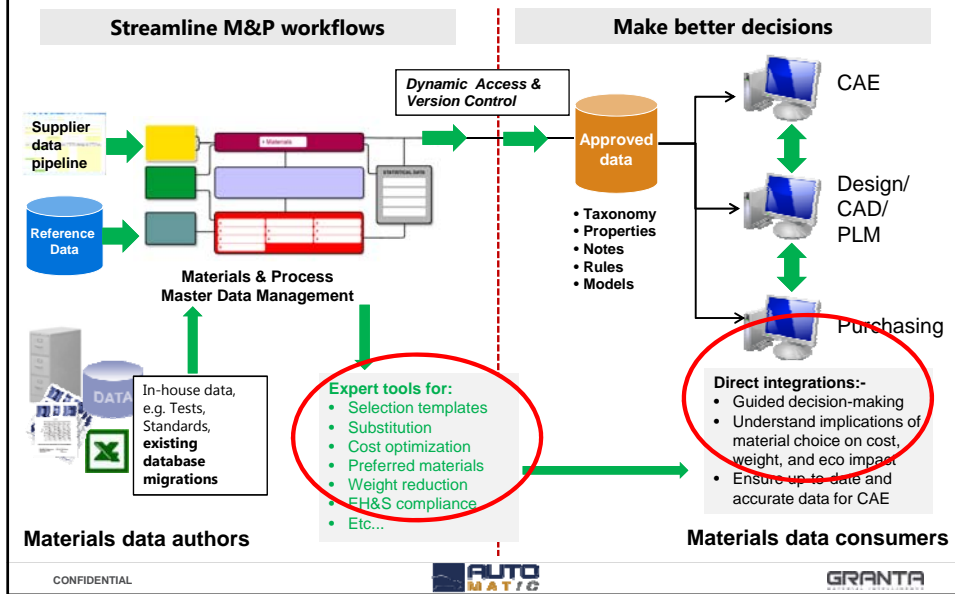 Streamline M&P workflows
Make better decisions
Dynamic Access &
Version Control
CAE
Supplier
data
pipeline
• Materials
STATISTICAL DATA
Approved
data
Design/
CAD/
PLM
Reference
Data
• Taxonomy
• Properties
• Notes
• Rules
• Models
Materials & Process
Master Data Management
Purchasing
DATA
In-house data,
e.g. Tests,
Standards,
existing
database
migrations
Expert tools for:
• Selection templates
• Substitution
• Cost optimization
• Preferred materials
• Weight reduction
• EH&S compliance
• Etc...
Direct integrations:-
• Guided decision-making
• Understand implications of
material choice on cost,
weight, and eco impact
• Ensure up-to-date and
accurate data for CAE
Materials data authors
Materials data consumers
CONFIDENTIAL
AUTO
MATIC
GRANTA
MATERIAL INTELLIGENCE